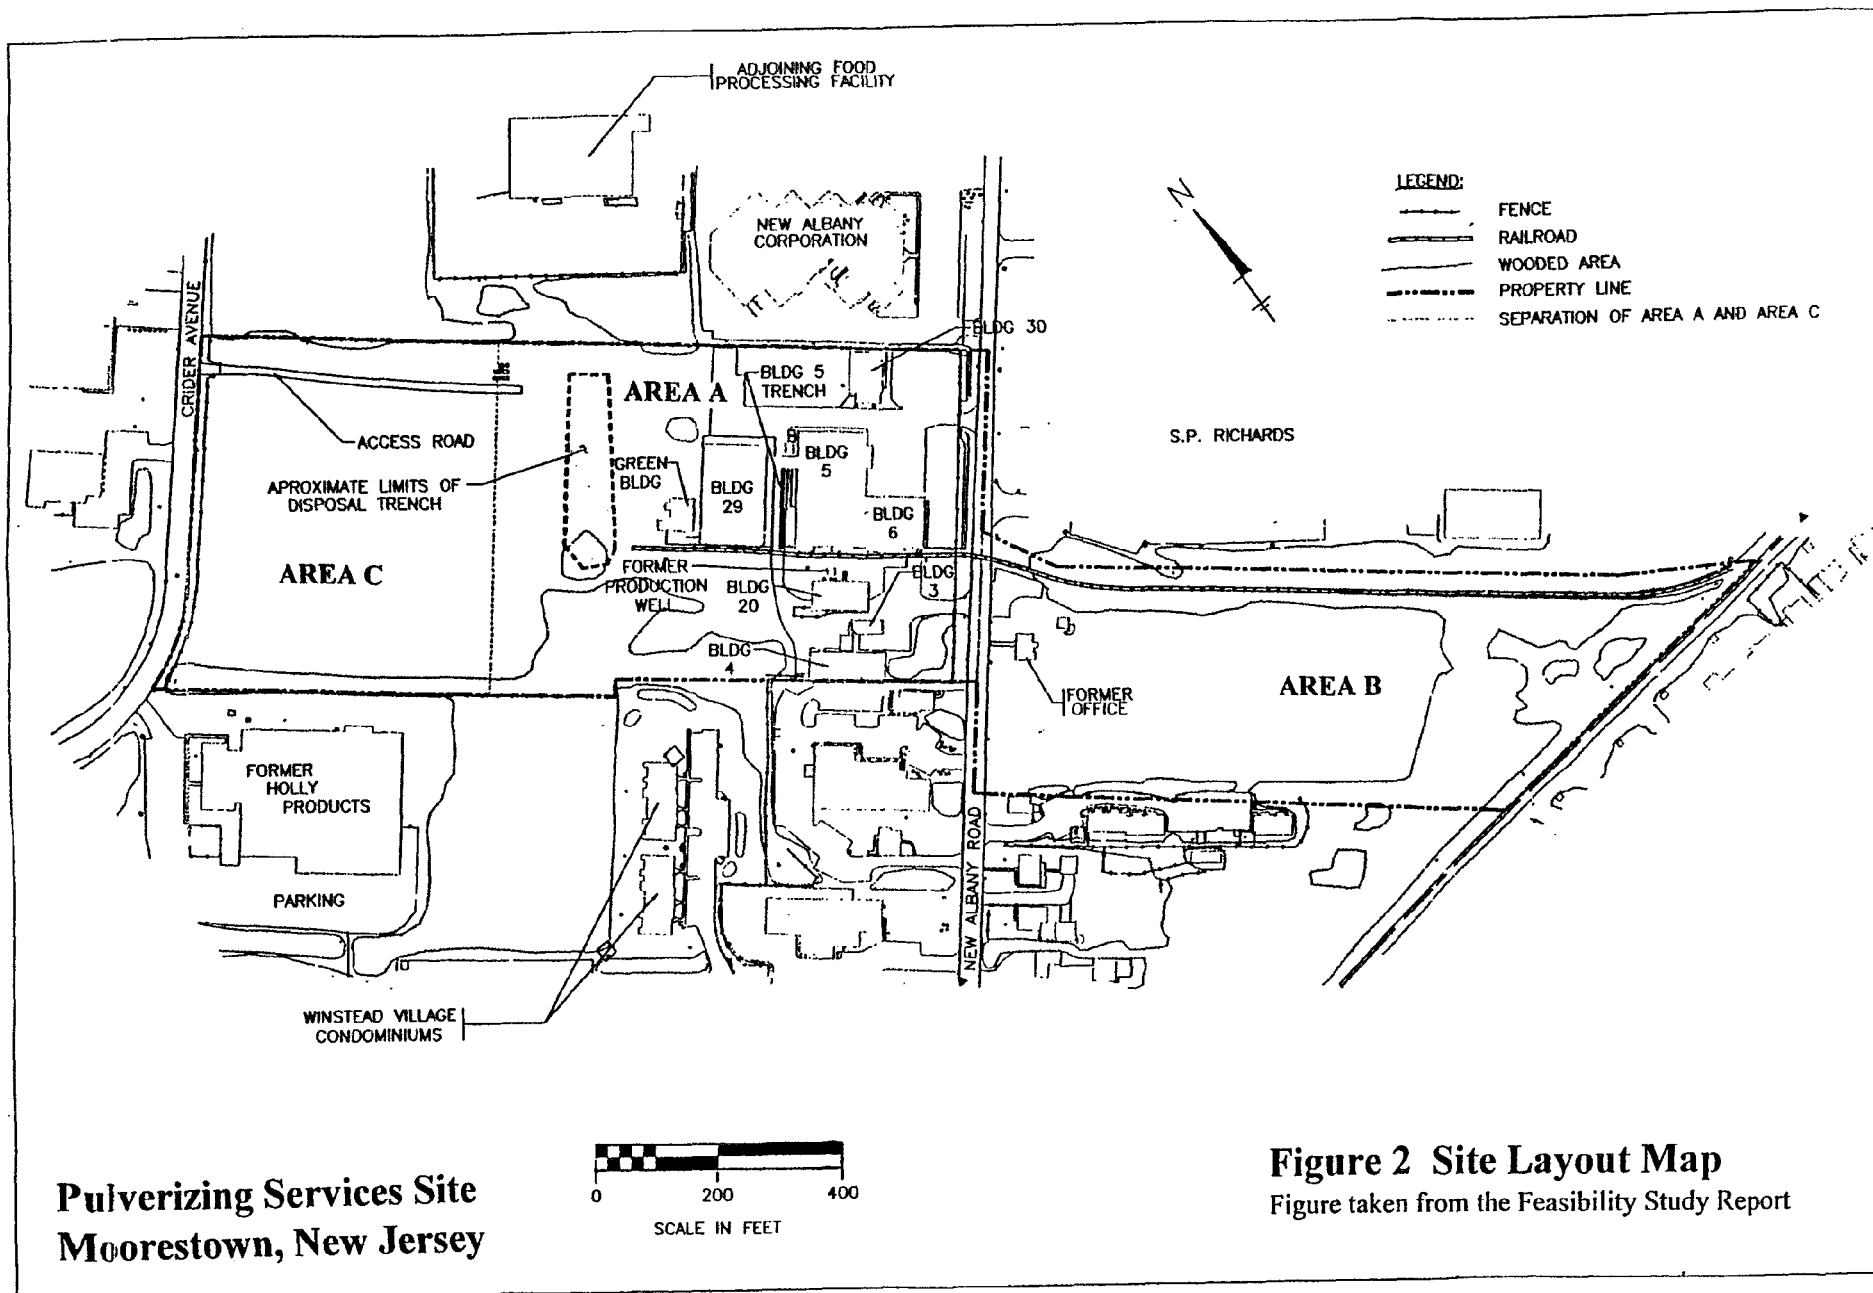 ADJOINING FOOD
PROCESSING FACILITY
NEW ALBANY
CORPORATION
N
LEGEND:
FENCE
RAILROAD
WOODED AREA
PROPERTY LINE
SEPARATION OF AREA A AND AREA C
CRIDER AVENUE
BLDG 30
BLDG 5
TRENCH
AREA A
ACCESS ROAD
S.P. RICHARDS
BLDG
5
GREEN
BLDG
APROXIMATE LIMITS OF
DISPOSAL TRENCH
BLDG
29
BLDG
6
AREA C
FORMER
PRODUCTION
WELL
BLDG
20
BLDG
3
BLDG
4
AREA B
FORMER
OFFICE
FORMER
HOLLY
PRODUCTS
PARKING
NEW ALBANY ROAD
WINSTEAD VILLAGE
CONDOMINIUMS
Pulverizing Services Site
Moorestown, New Jersey
0 200 400
SCALE IN FEET
Figure 2 Site Layout Map
Figure taken from the Feasibility Study Report